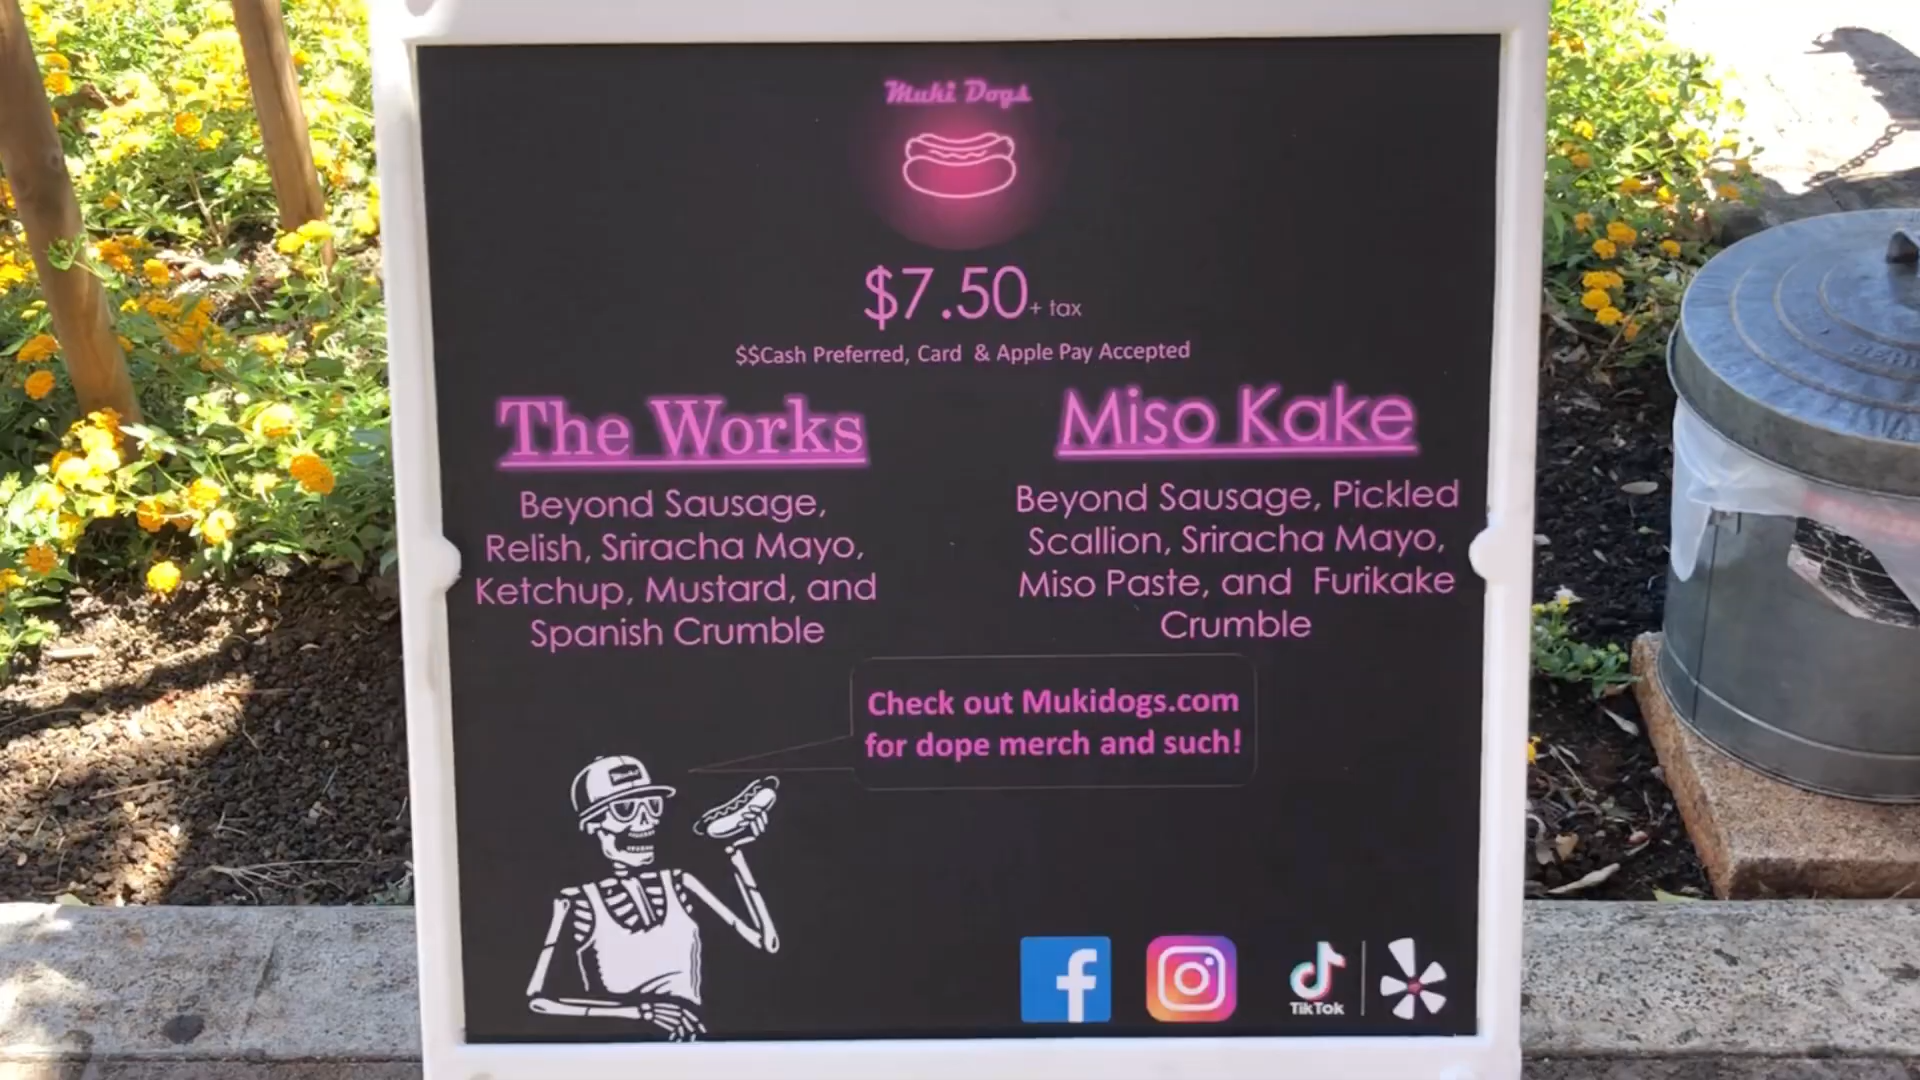 Muki Dogs
$7.50 + tax
$$Cash Preferred, Card & Apple Pay Accepted
The Works
Beyond Sausage,
Relish, Sriracha Mayo,
Ketchup, Mustard, and
Spanish Crumble
Miso Kake
Beyond Sausage, Pickled
Scallion, Sriracha Mayo,
Miso Paste, and Furikake
Crumble
Check out Mukidogs.com
for dope merch and such!
TikTok